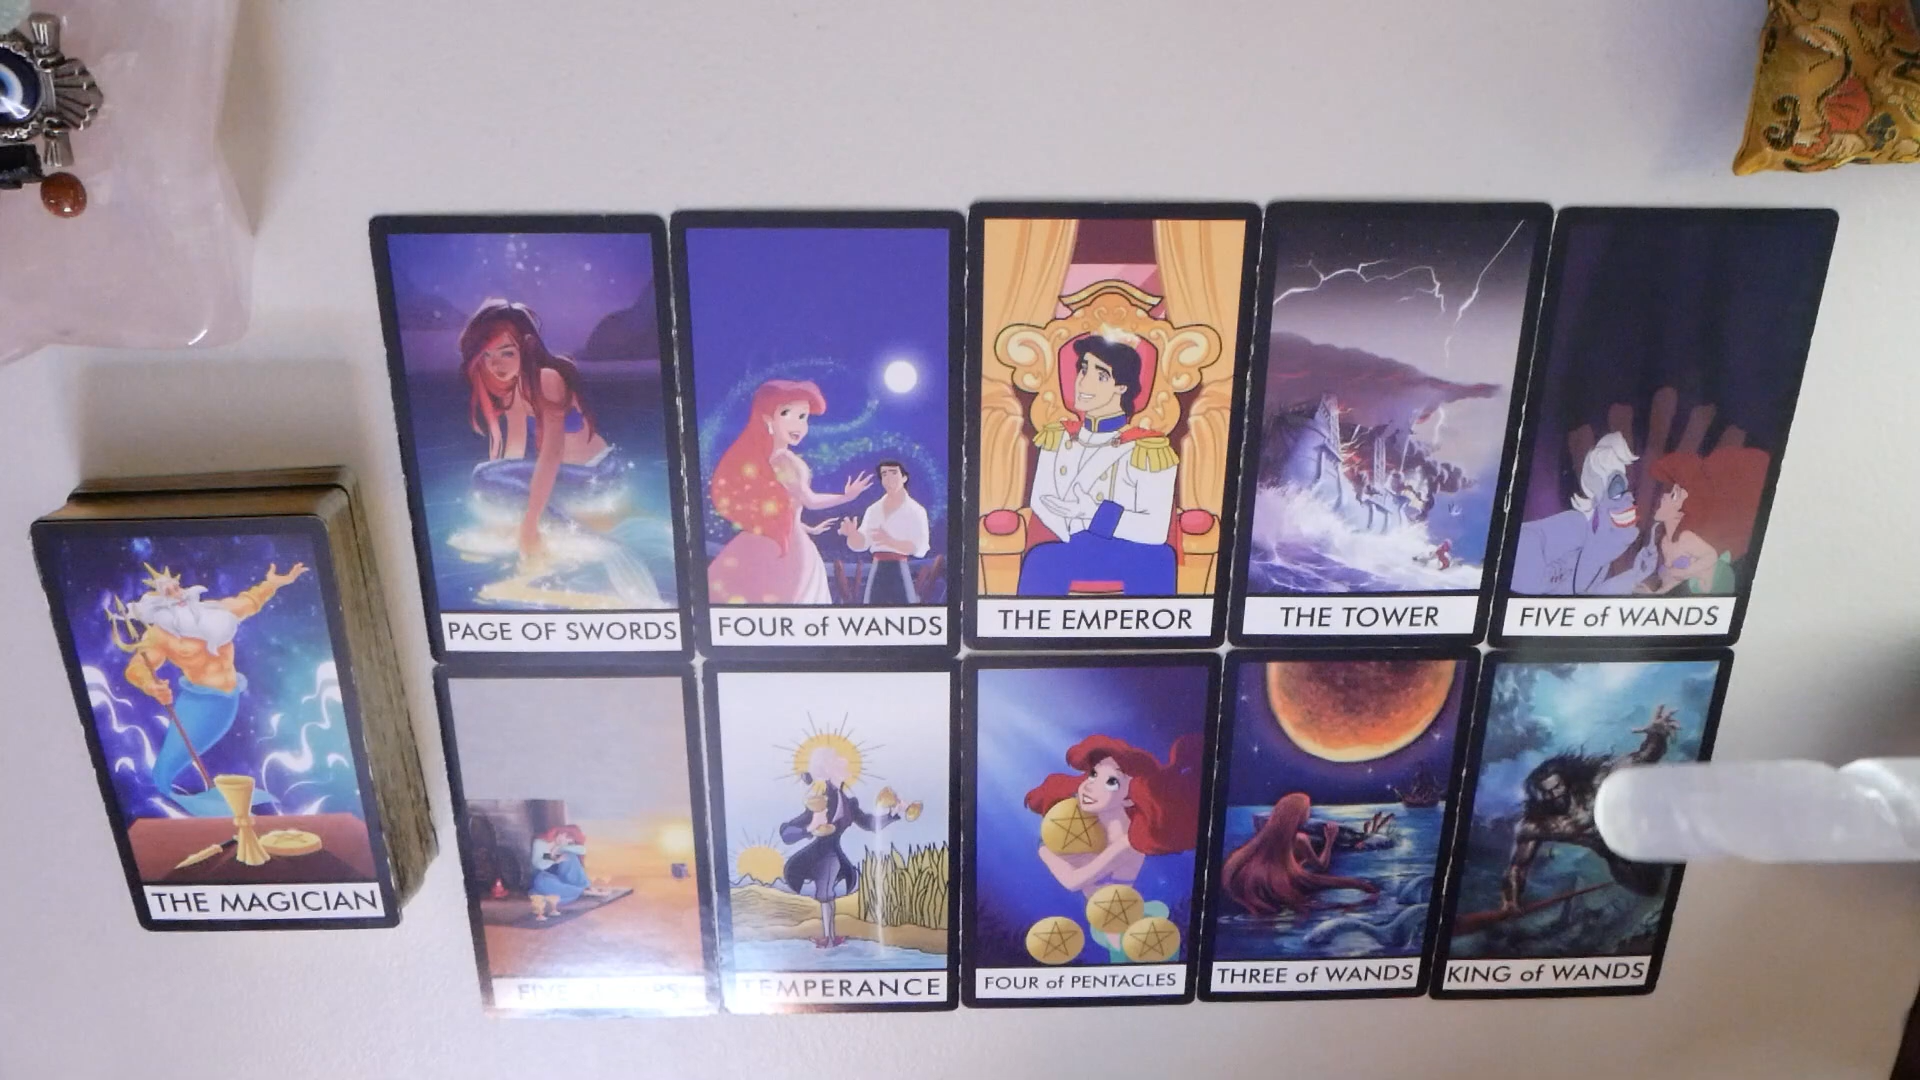 PAGE OF SWORDS
FOUR of WANDS
THE EMPEROR
THE TOWER
FIVE of WANDS
THE MAGICIAN
FIVE
TEMPERANCE
FOUR of PENTACLES
THREE of WANDS
KING of WANDS